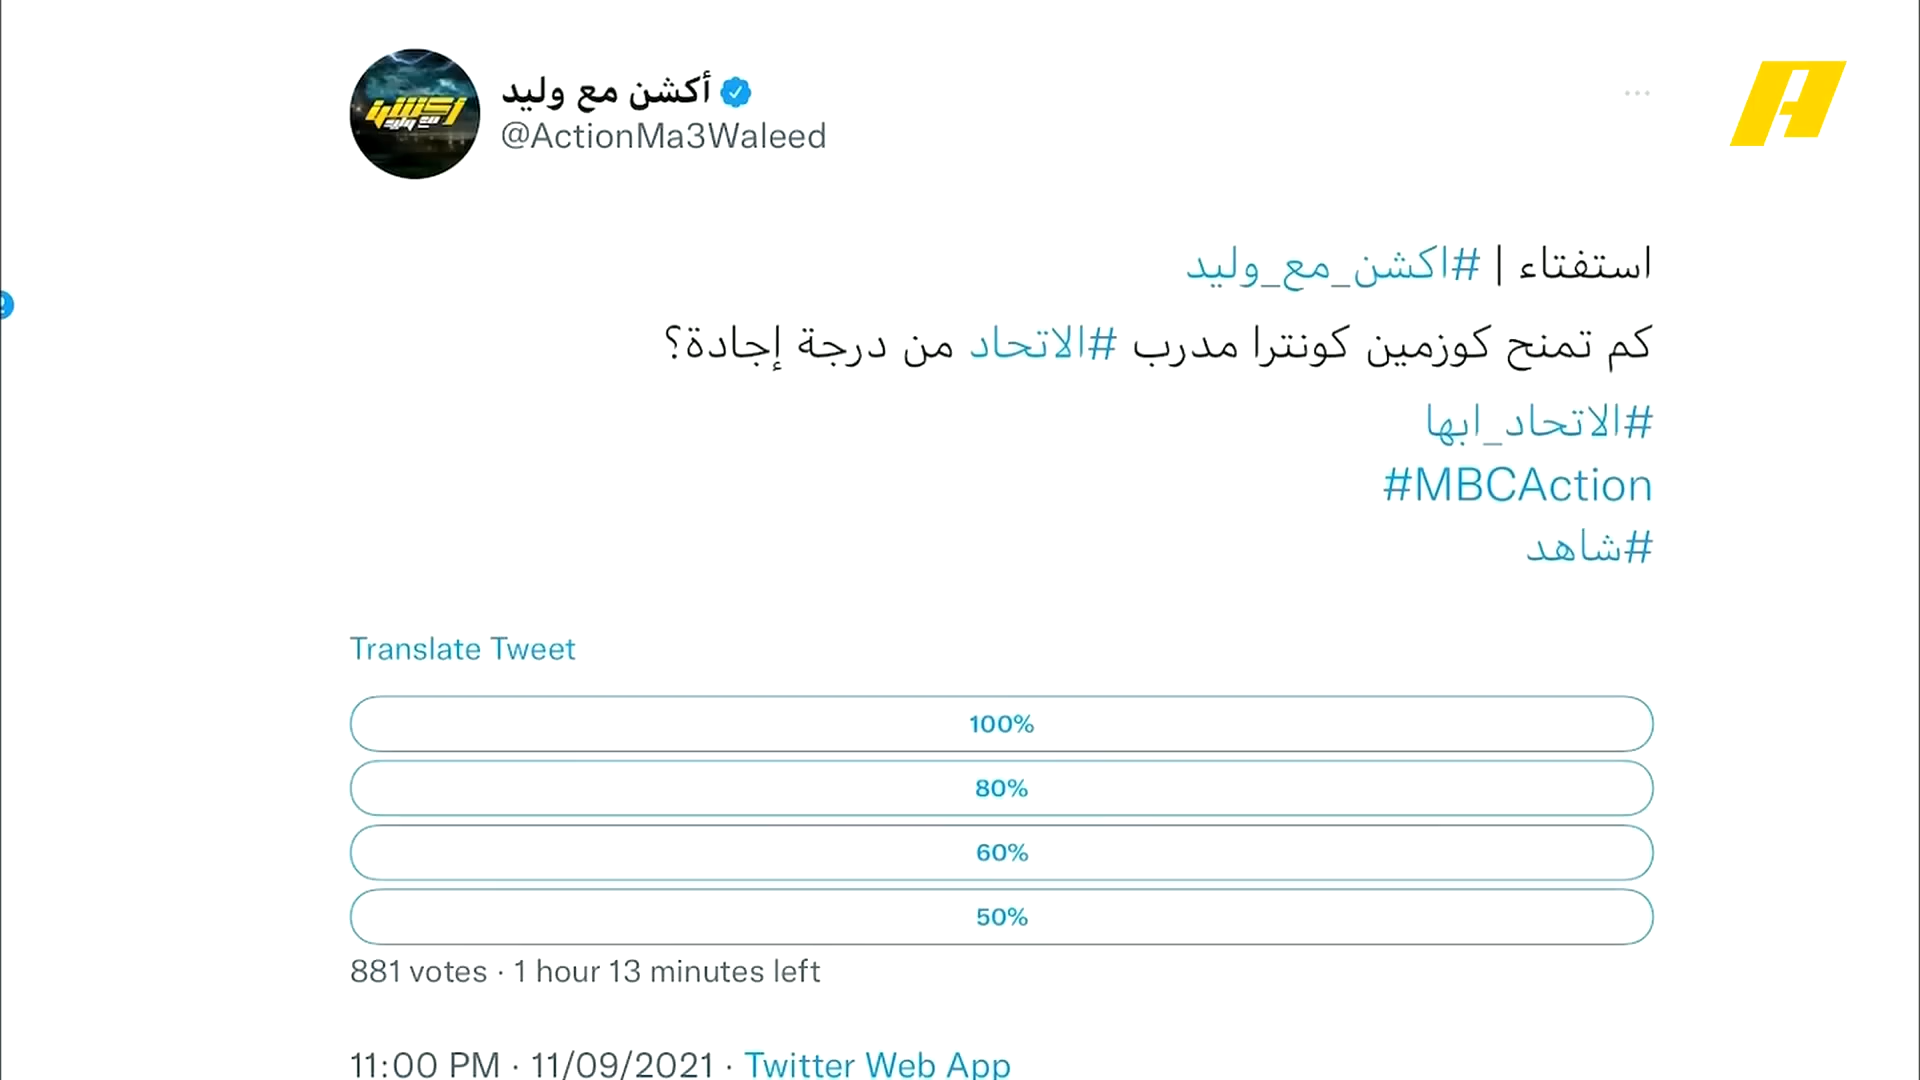 أكشن مع وليد
@ActionMa3Waleed
استفتاء | #اكشن_مع_وليد
كم تمنح كوزمين كونترا مدرب #الاتحاد من درجة إجادة؟
#الاتحاد_ابها
#MBCAction
#شاهد
Translate Tweet
100%
80%
60%
50%
881 votes · 1 hour 13 minutes left
11:00 PM · 11/09/2021 · Twitter Web App